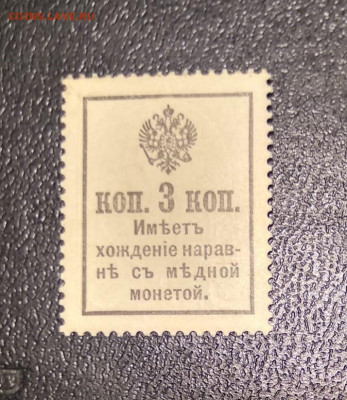 коп. 3 коп.
Имѣетъ
хожденіе нарав-
нѣ съ мѣдной
монетой.